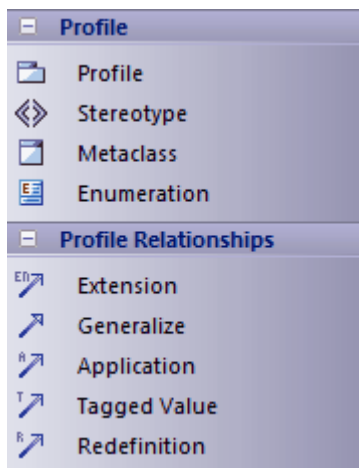 Profile
Profile
Stereotype
Metaclass
Enumeration
Profile Relationships
Extension
Generalize
Application
Tagged Value
Redefinition